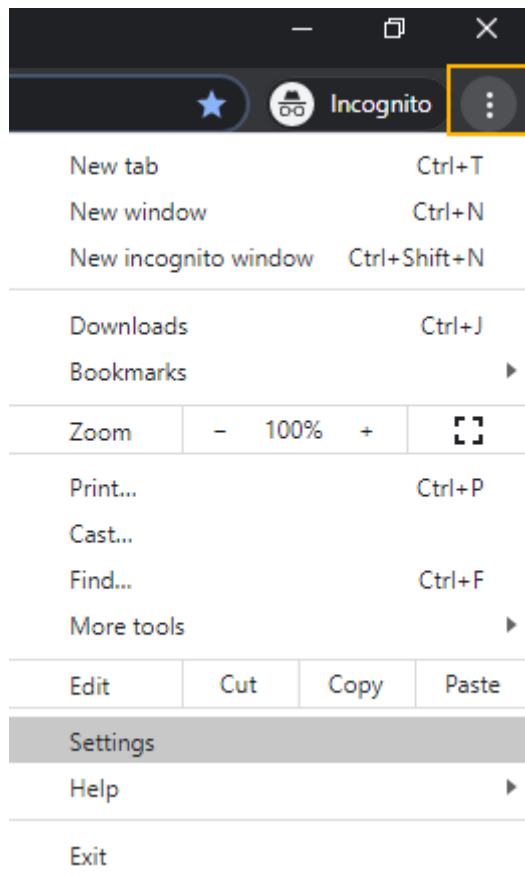 Incognito
New tab Ctrl+T
New window Ctrl+N
New incognito window Ctrl+Shift+N
Downloads Ctrl+J
Bookmarks
Zoom − 100% +
Print... Ctrl+P
Cast...
Find... Ctrl+F
More tools
Edit Cut Copy Paste
Settings
Help
Exit